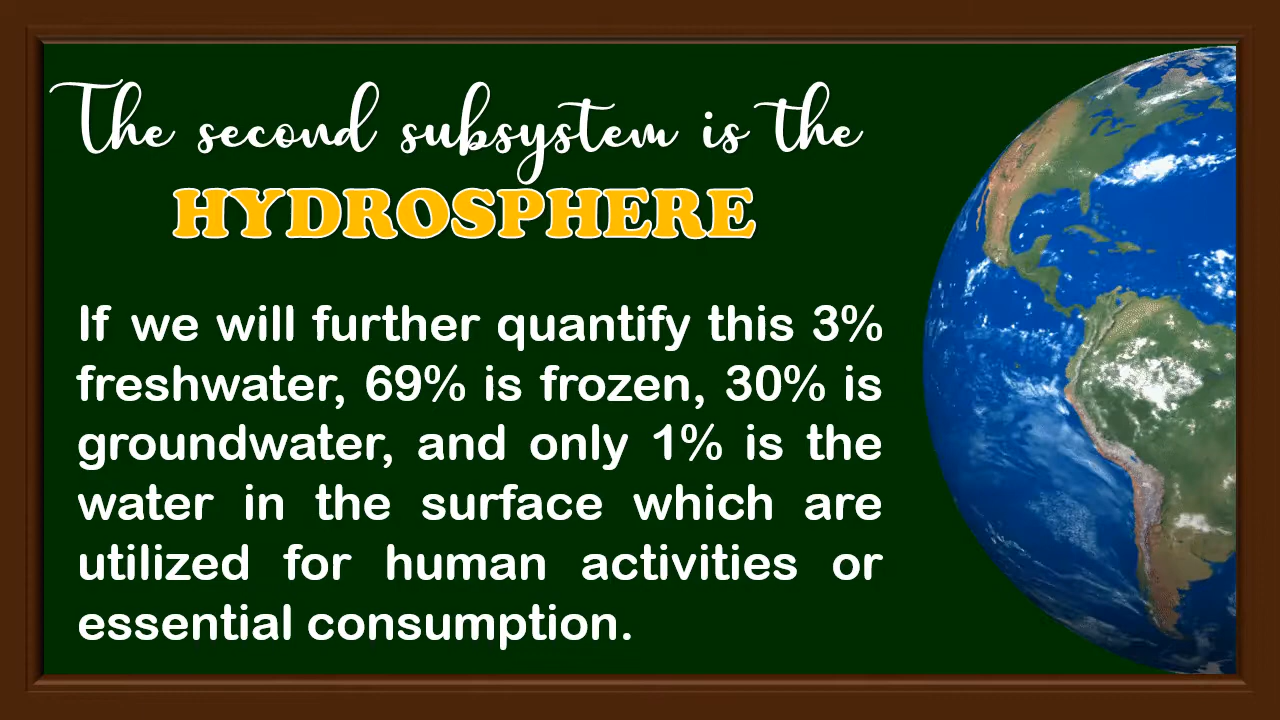 The second subsystem is the
HYDROSPHERE
If we will further quantify this 3%
freshwater, 69% is frozen, 30% is
groundwater, and only 1% is the
water in the surface which are
utilized for human activities or
essential consumption.